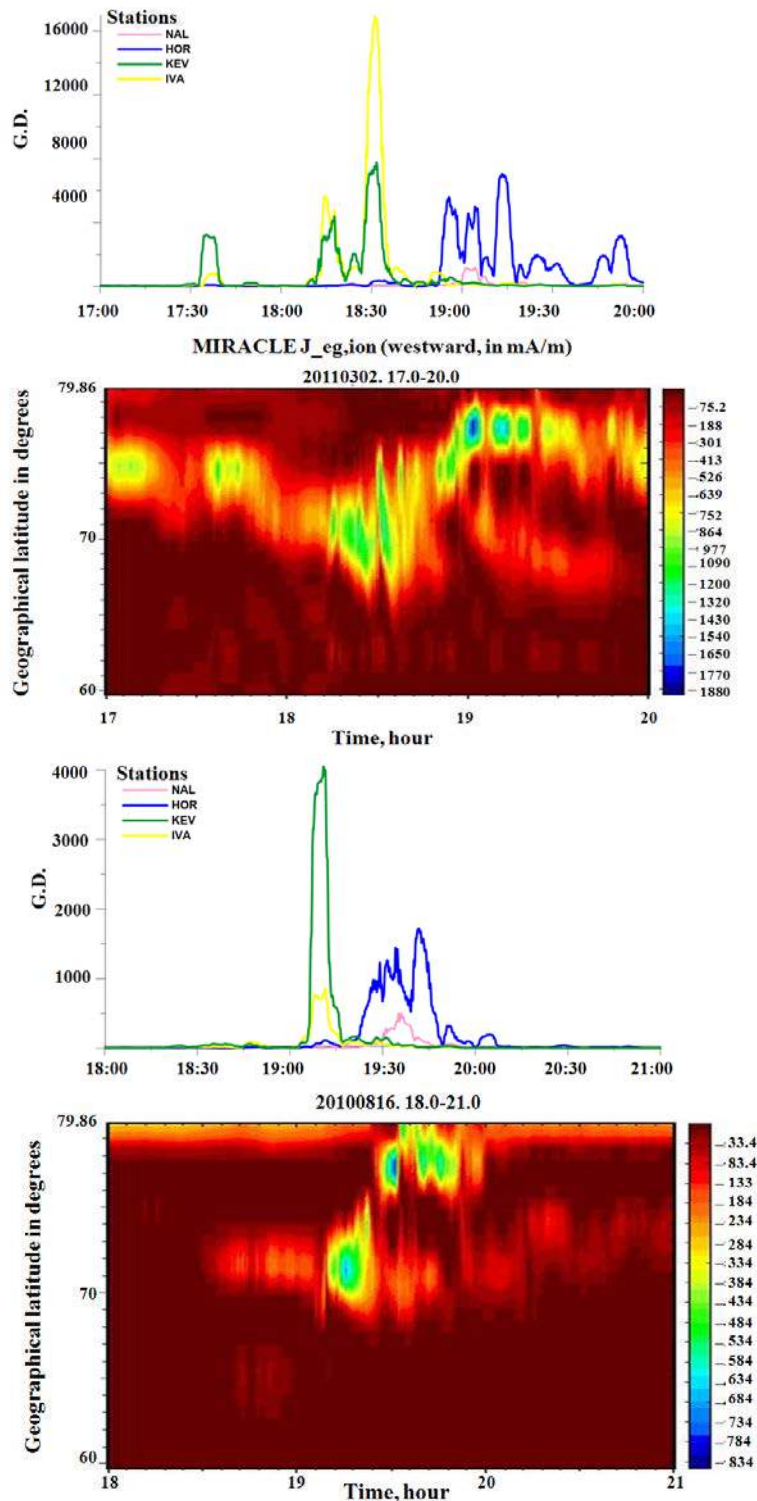 Stations
NAL
HOR
KEV
IVA
G.D.
16000
12000
8000
4000
17:00 17:30 18:00 18:30 19:00 19:30 20:00
MIRACLE J_eg,ion (westward, in mA/m)
20110302. 17.0-20.0
Geographical latitude in degrees
79.86
70
60
17 18 19 20
Time, hour
-75.2
-188
-301
-413
-526
-639
-752
-864
-977
-1090
-1200
-1320
-1430
-1540
-1650
-1770
-1880
Stations
NAL
HOR
KEV
IVA
G.D.
4000
3000
2000
1000
18:00 18:30 19:00 19:30 20:00 20:30 21:00
20100816. 18.0-21.0
Geographical latitude in degrees
79.86
70
60
18 19 20 21
Time, hour
-33.4
-83.4
-133
-184
-234
-284
-334
-384
-434
-484
-534
-584
-634
-684
-734
-784
-834